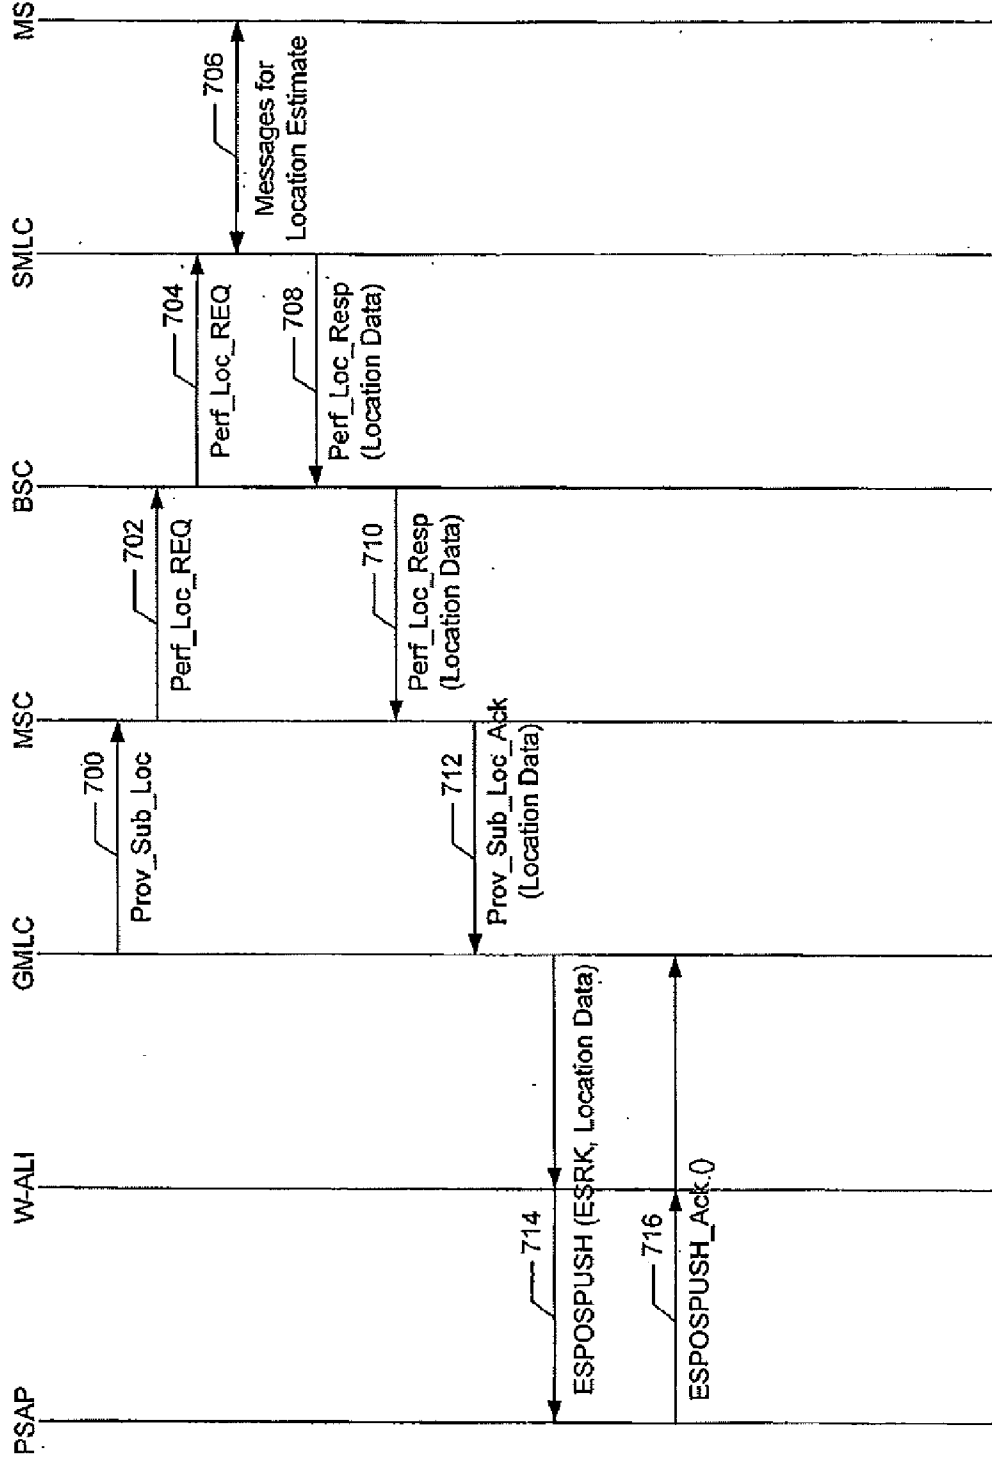 PSAP
W-ALI
GMLC
MSC
BSC
SMLC
MS
700
Prov_Sub_Loc
702
Perf_Loc_REQ
704
Perf_Loc_REQ
706
Messages for
Location Estimate
708
Perf_Loc_Resp
(Location Data)
710
Perf_Loc_Resp
(Location Data)
712
Prov_Sub_Loc_Ack
(Location Data)
714
ESPOSPUSH (ESRK, Location Data)
716
ESPOSPUSH_Ack.()